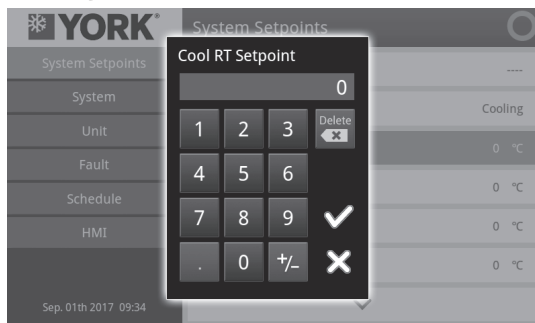 YORK®
System Setpoints
System Setpoints
System
Unit
Fault
Schedule
HMI
Sep. 01th 2017 09:34
Cool RT Setpoint
0
1 2 3 Delete
4 5 6
7 8 9
. 0 +/-
----
Cooling
0 °C
0 °C
0 °C
0 °C